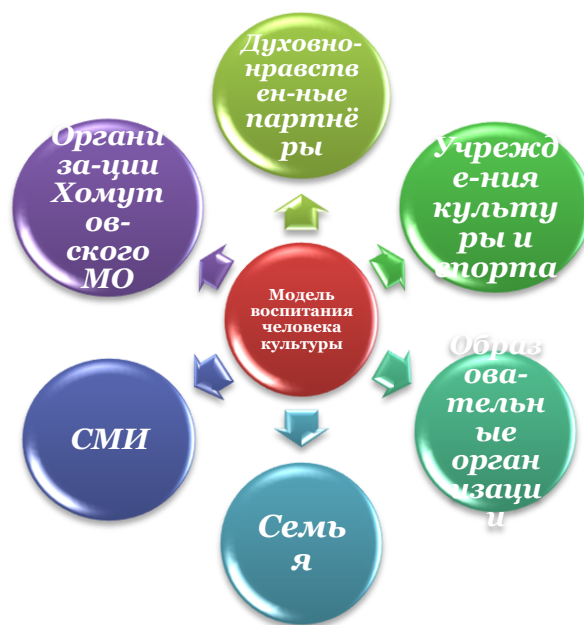 Духовно-
нравств
ен-ные
партнё
ры
Учрежд
е-ния
культу
ры и
спорта
Образ
ова-
тельн
ые
орган
изаци
и
Семь
я
СМИ
Органи
за-ции
Хомут
ов-
ского
МО
Модель
воспитания
человека
культуры